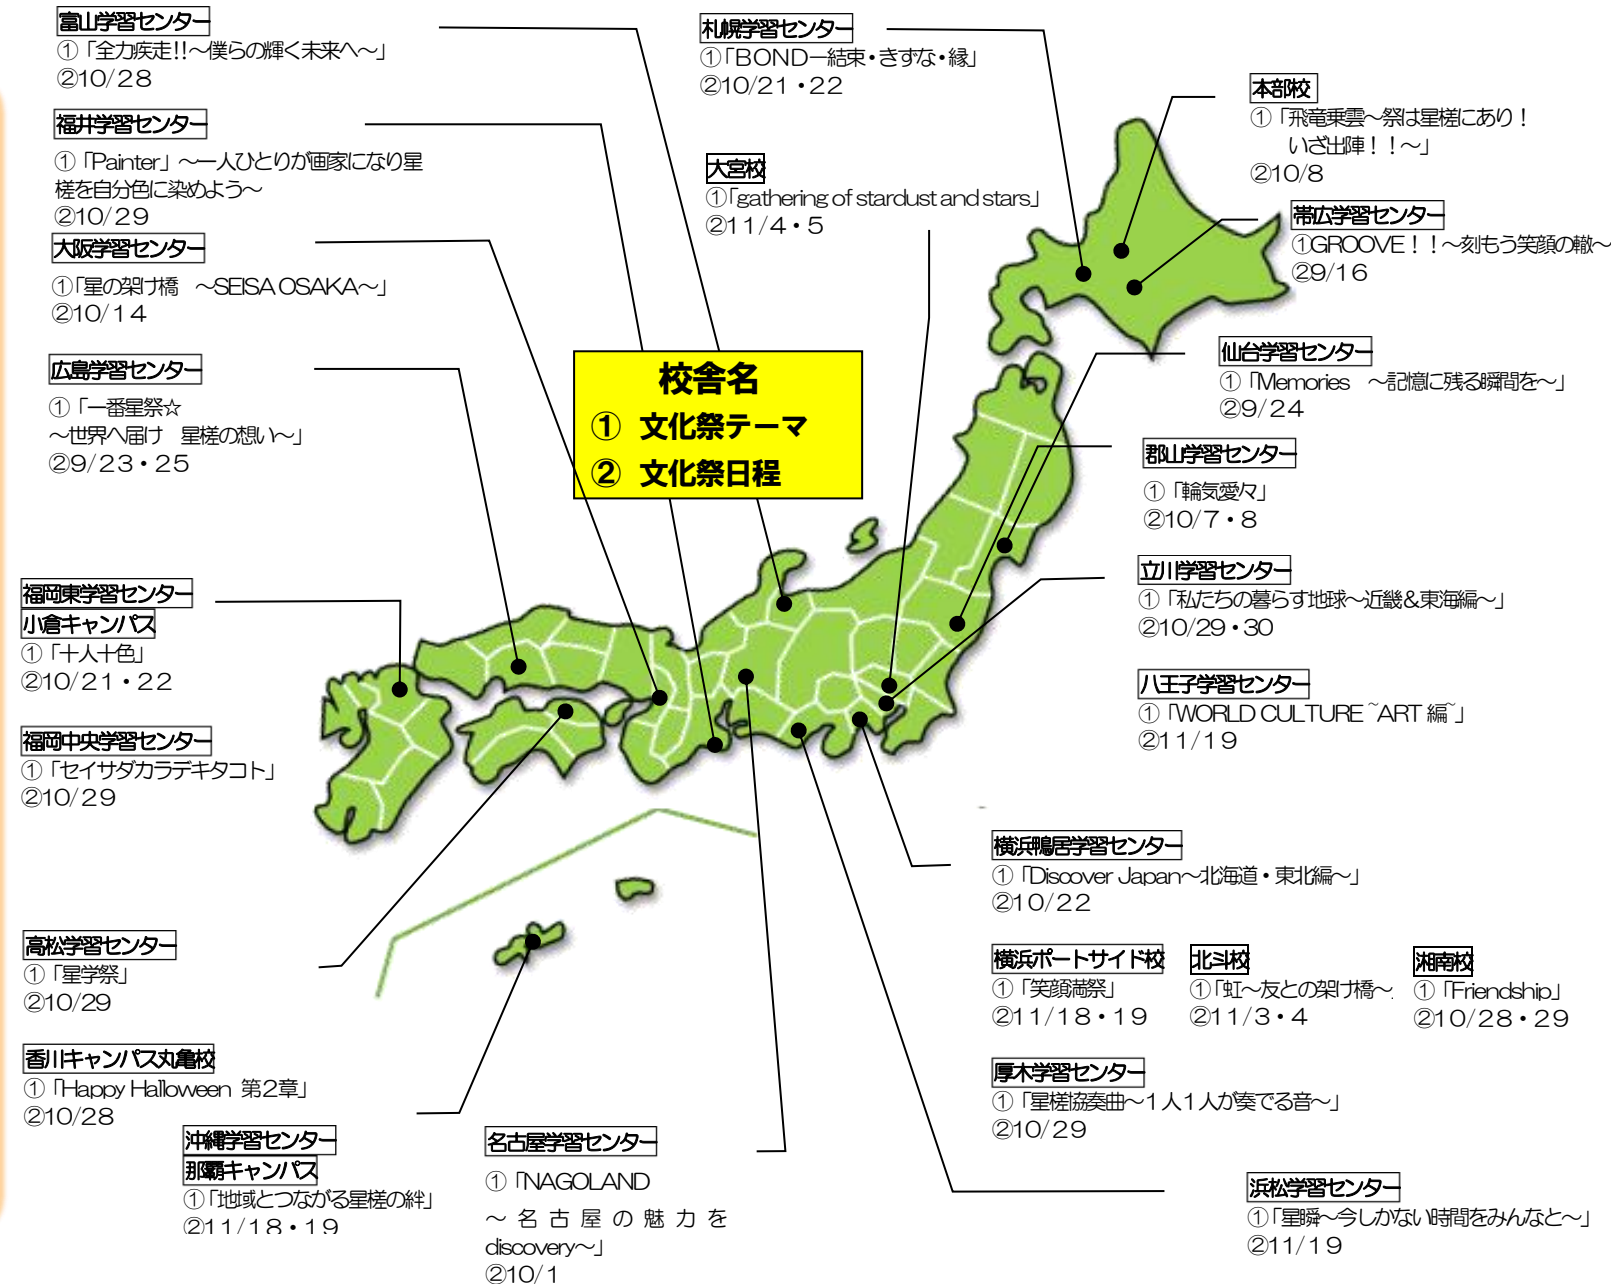 富山学習センター
①「全力疾走!!～僕らの輝く未来へ～」
②10/28
福井学習センター
①「Painter」～一人ひとりが画家になり星
槎を自分色に染めよう～
②10/29
大阪学習センター
①「星の架け橋　～SEISA OSAKA～」
②10/14
広島学習センター
①「一番星祭☆
～世界へ届け　星槎の想い～」
②9/23・25
福岡東学習センター
小倉キャンパス
①「十人十色」
②10/21・22
福岡中央学習センター
①「セイサダカラデキタコト」
②10/29
高松学習センター
①「星学祭」
②10/29
香川キャンパス丸亀校
①「Happy Halloween 第2章」
②10/28
沖縄学習センター
那覇キャンパス
①「地域とつながる星槎の絆」
②11/18・19
名古屋学習センター
①「NAGOLAND
～名古屋の魅力を
discovery～」
②10/1
校舎名
① 文化祭テーマ
② 文化祭日程
札幌学習センター
①「BOND－結束・きずな・縁」
②10/21・22
大宮校
①「gathering of stardust and stars」
②11/4・5
本部校
①「飛竜乗雲～祭は星槎にあり！
いざ出陣！！～」
②10/8
帯広学習センター
①GROOVE！！～刻もう笑顔の轍～
②9/16
仙台学習センター
①「Memories　～記憶に残る瞬間を～」
②9/24
郡山学習センター
①「輪気愛々」
②10/7・8
立川学習センター
①「私たちの暮らす地球～近畿＆東海編～」
②10/29・30
八王子学習センター
①「WORLD CULTURE ~ART 編~」
②11/19
横浜鴨居学習センター
①「Discover Japan～北海道・東北編～」
②10/22
横浜ポートサイド校
①「笑顔満祭」
②11/18・19
北斗校
①「虹～友との架け橋～
②11/3・4
湘南校
①「Friendship」
②10/28・29
厚木学習センター
①「星槎協奏曲～1人1人が奏でる音～」
②10/29
浜松学習センター
①「星瞬～今しかない時間をみんなと～」
②11/19